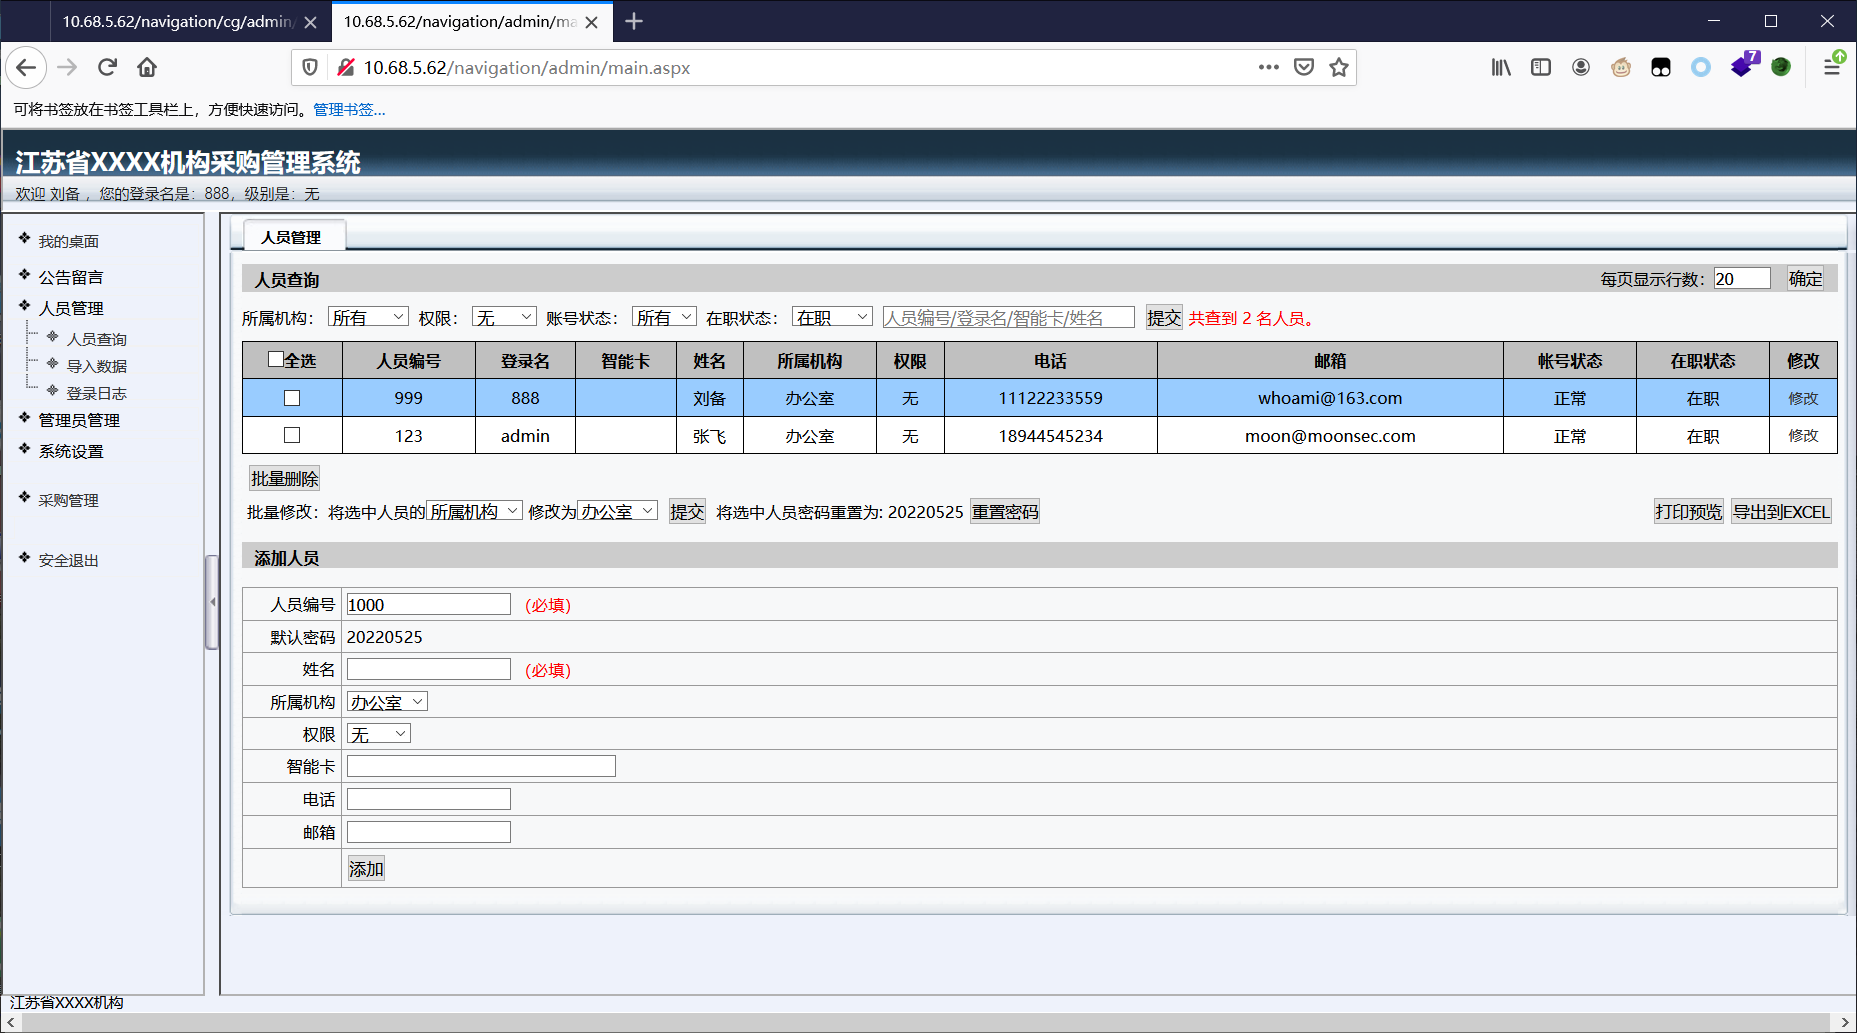 10.68.5.62/navigation/cg/admin/
10.68.5.62/navigation/admin/ma
10.68.5.62/navigation/admin/main.aspx
7
可将书签放在书签工具栏上，方便快速访问。管理书签...
江苏省XXXX机构采购管理系统
欢迎 刘备 ，您的登录名是：888，级别是：无
我的桌面
公告留言
人员管理
人员查询
导入数据
登录日志
管理员管理
系统设置
采购管理
安全退出
人员管理
人员查询 每页显示行数： 20 确定
所属机构： 所有 权限： 无 账号状态： 所有 在职状态： 在职 人员编号/登录名/智能卡/姓名 提交 共查到 2 名人员。
全选 人员编号 登录名 智能卡 姓名 所属机构 权限 电话 邮箱 帐号状态 在职状态 修改
999 888 刘备 办公室 无 11122233559 whoami@163.com 正常 在职 修改
123 admin 张飞 办公室 无 18944545234 moon@moonsec.com 正常 在职 修改
批量删除
批量修改：将选中人员的 所属机构 修改为 办公室 提交 将选中人员密码重置为: 20220525 重置密码 打印预览 导出到EXCEL
添加人员
人员编号 1000 (必填)
默认密码 20220525
姓名 (必填)
所属机构 办公室
权限 无
智能卡
电话
邮箱
添加
江苏省XXXX机构